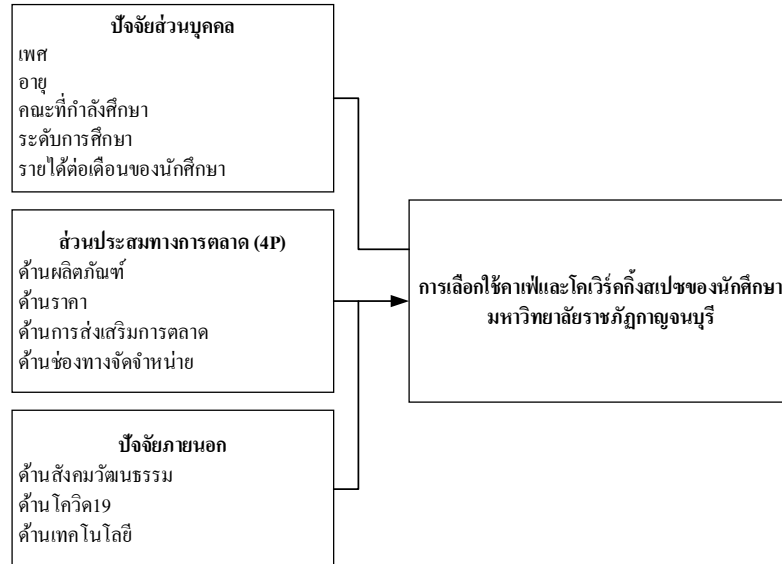 ปัจจัยส่วนบุคคล
เพศ
อายุ
คณะที่กำลังศึกษา
ระดับการศึกษา
รายได้ต่อเดือนของนักศึกษา
ส่วนประสมทางการตลาด (4P)
ด้านผลิตภัณฑ์
ด้านราคา
ด้านการส่งเสริมการตลาด
ด้านช่องทางจัดจำหน่าย
ปัจจัยภายนอก
ด้านสังคมวัฒนธรรม
ด้านโควิด19
ด้านเทคโนโลยี
การเลือกใช้คาเฟ่และโคเวิร์คกิ้งสเปซของนักศึกษา
มหาวิทยาลัยราชภัฏกาญจนบุรี